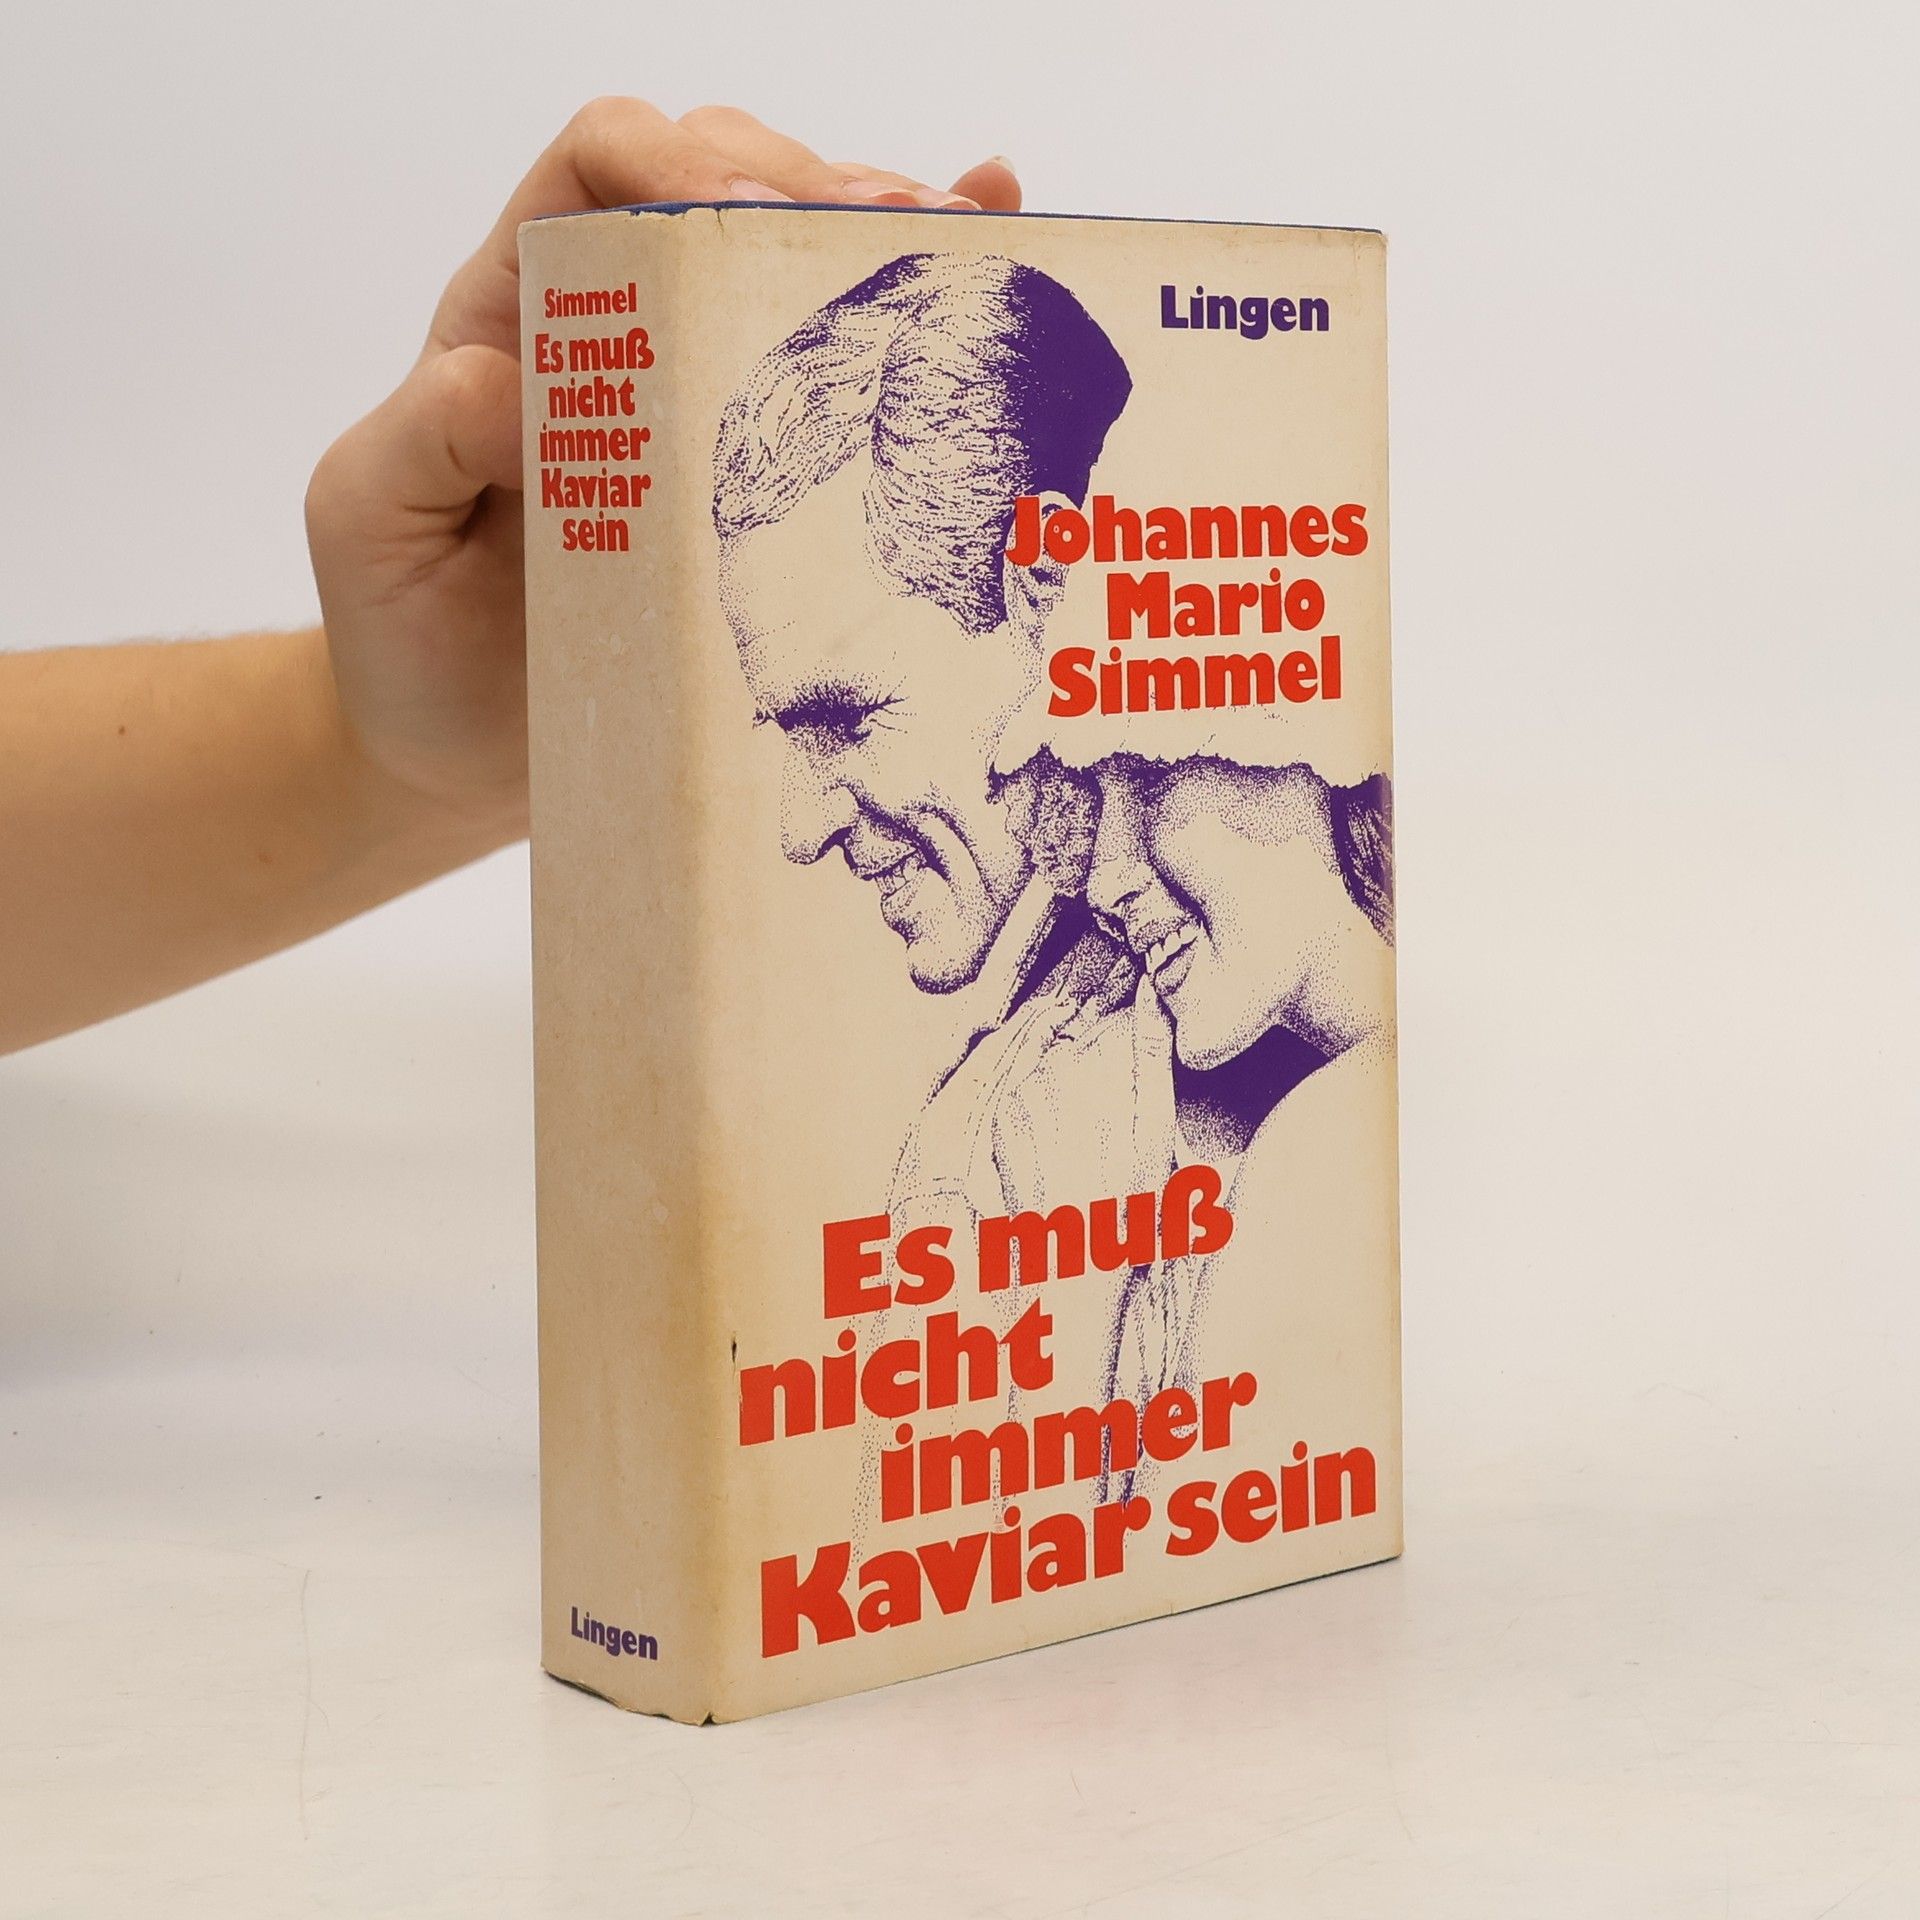 Simmel
Es muß
nicht
immer
Kaviar
sein
Lingen
Lingen
Johannes
Mario
Simmel
Es muß
nicht
immer
Kaviar sein